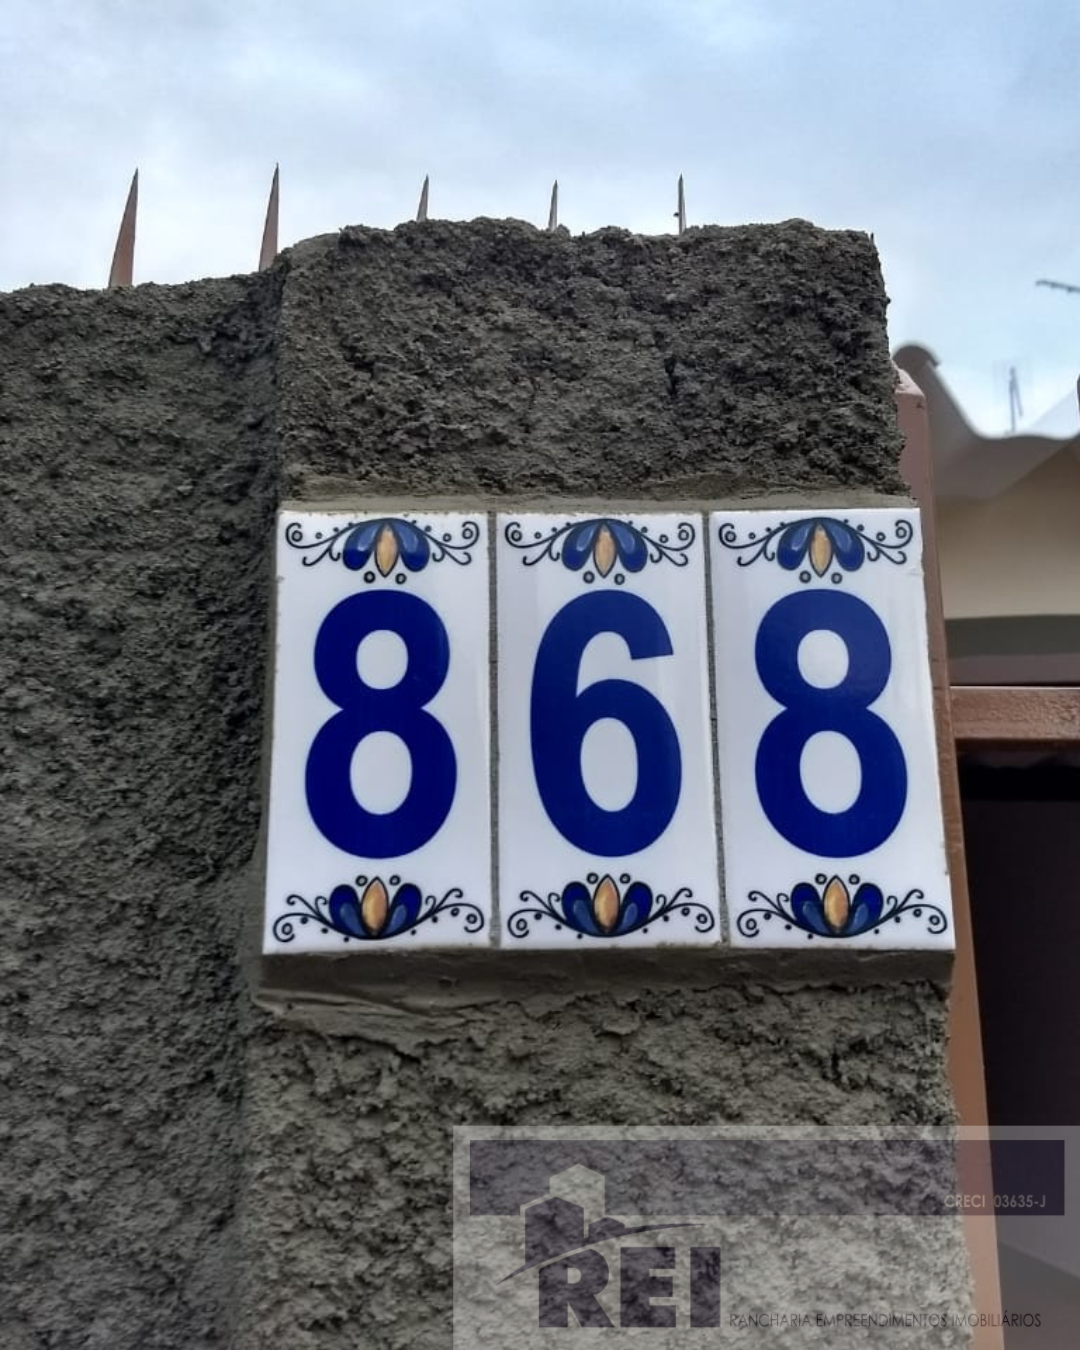 868
CRECI 03635-J
REI
RANCHARIA EMPREENDIMENTOS IMOBILIÁRIOS